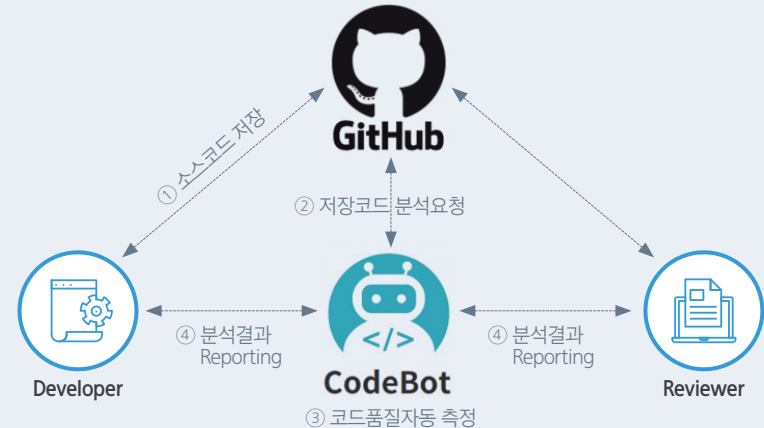 GitHub
① 소스코드 저장
② 저장코드 분석요청
④ 분석결과
Reporting
④ 분석결과
Reporting
</>
Developer
CodeBot
Reviewer
③ 코드품질자동 측정